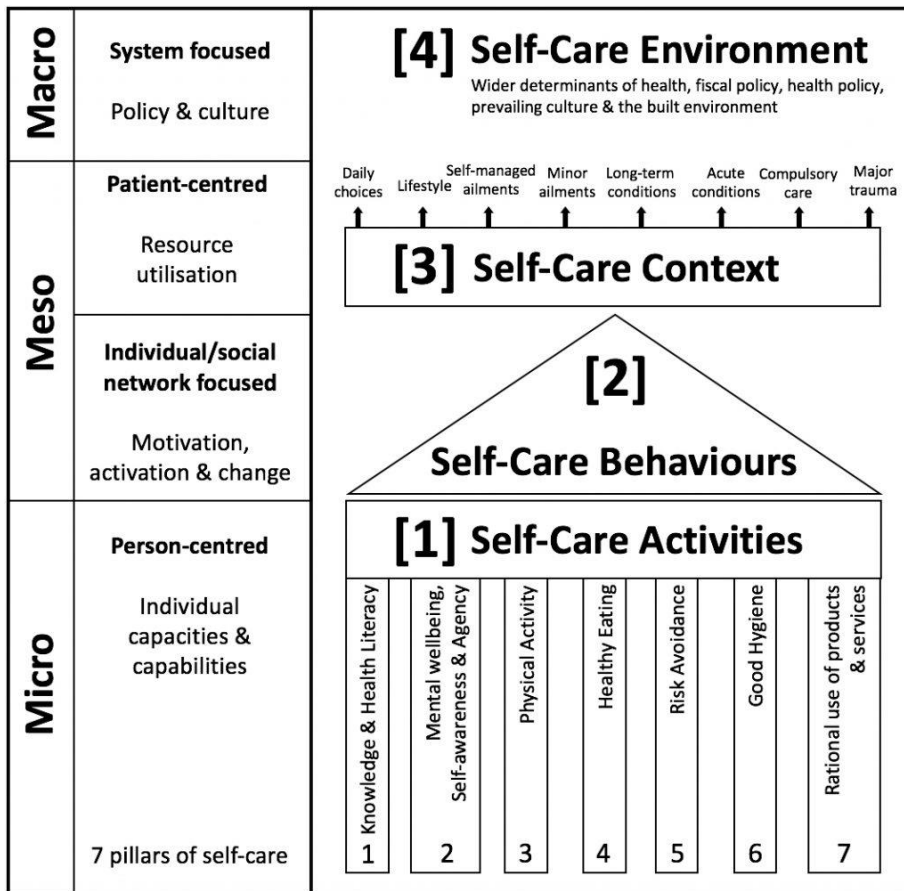 Macro
System focused
Policy & culture
[4] Self-Care Environment
Wider determinants of health, fiscal policy, health policy,
prevailing culture & the built environment
Meso
Patient-centred
Resource
utilisation
Daily
choices
Lifestyle
Self-managed
ailments
Minor
ailments
Long-term
conditions
Acute
conditions
Compulsory
care
Major
trauma
[3] Self-Care Context
Individual/social
network focused
Motivation,
activation & change
[2]
Self-Care Behaviours
Micro
Person-centred
Individual
capacities &
capabilities
7 pillars of self-care
[1] Self-Care Activities
Knowledge & Health Literacy
1
Mental wellbeing,
Self-awareness & Agency
2
Physical Activity
3
Healthy Eating
4
Risk Avoidance
5
Good Hygiene
6
Rational use of products
& services
7